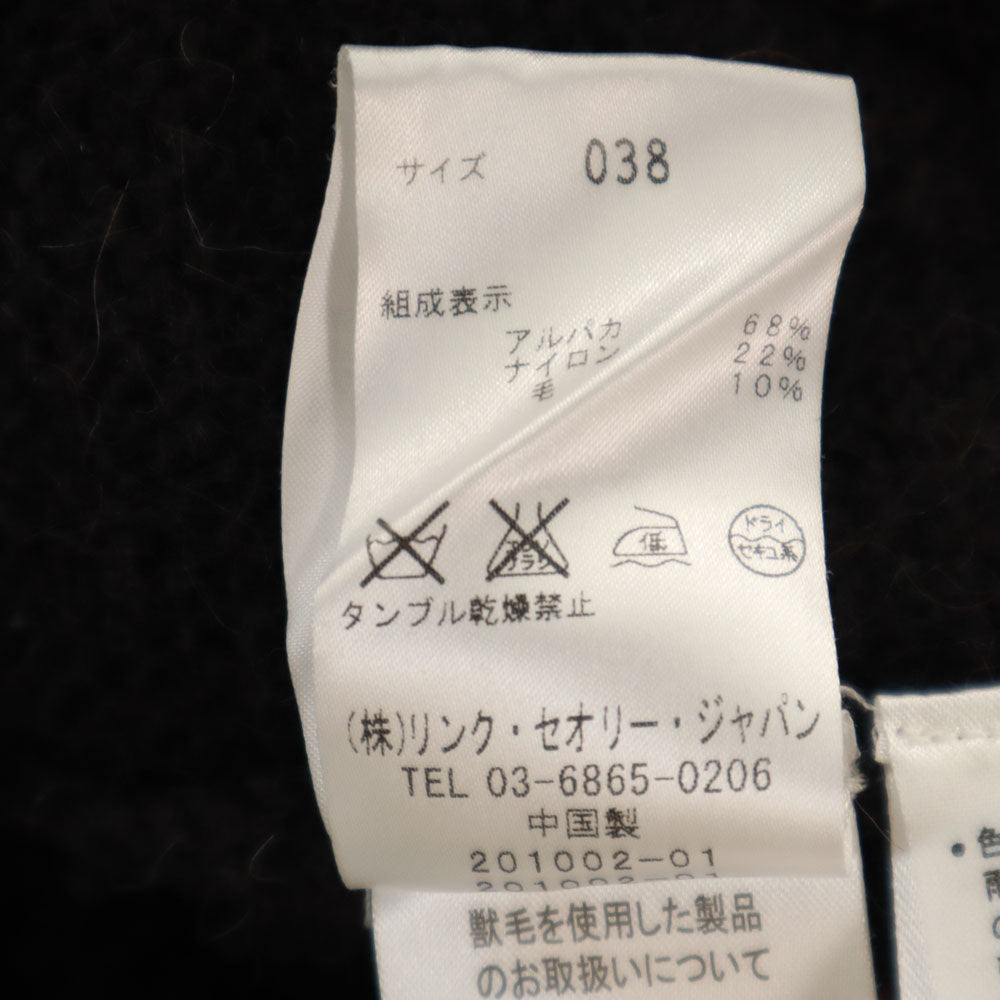 サイズ 038
組成表示
アルパカ 68%
ナイロン 22%
毛 10%
低
ドライ
セキユ系
タンブル乾燥禁止
(株)リンク・セオリー・ジャパン
TEL 03-6865-0206
中国製
201002-01
獣毛を使用した製品
のお取扱いについて
・色